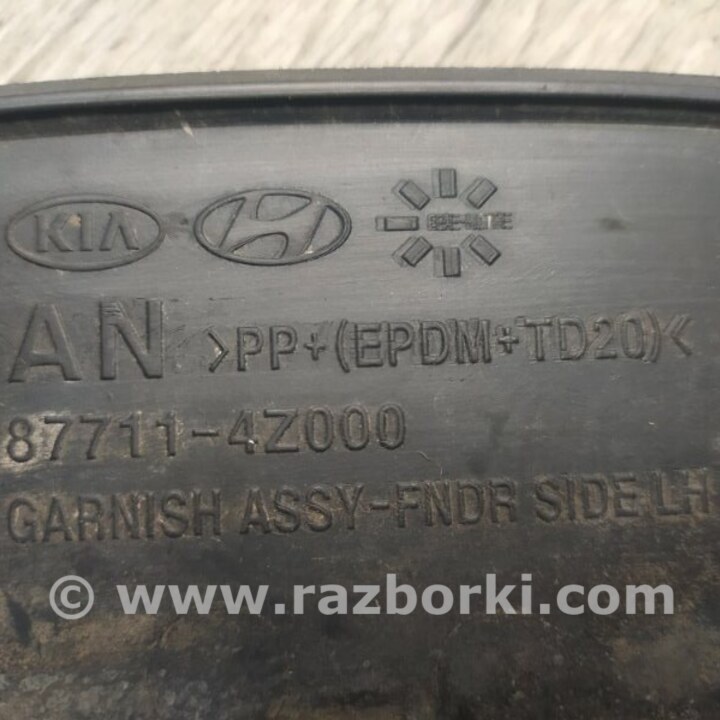 KIA
AN >PP+(EPDM+TD20)<
87711-4Z000
GARNISH ASSY-FNDR SIDE LH
© www.razborki.com